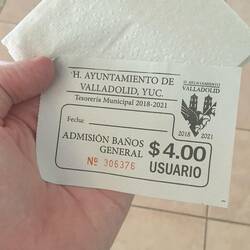 H. AYUNTAMIENTO DE
VALLADOLID, YUC.
Tesorería Municipal 2018-2021
H. AYUNTAMIENTO
VALLADOLID
2018 2021
Fecha:
ADMISIÓN BAÑOS
GENERAL
Nº 306376
$4.00
USUARIO